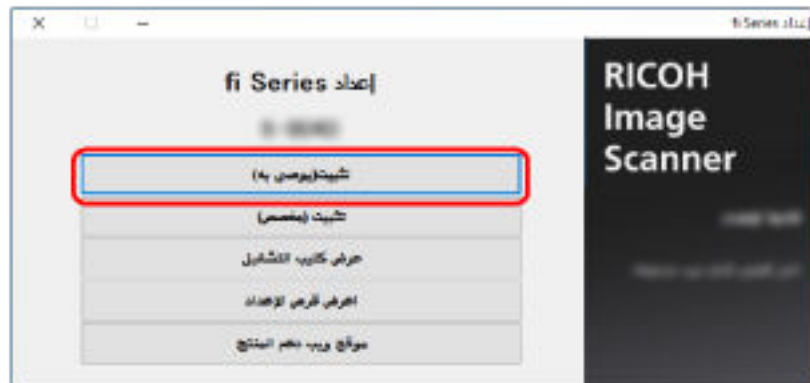 إعداد fi Series
إعداد fi Series
RICOH
Image
Scanner
تثبيت(يوصى به)
تثبيت (مخصص)
عرض كتيب التشغيل
اعرض قرص الإعداد
موقع ويب دعم المنتج